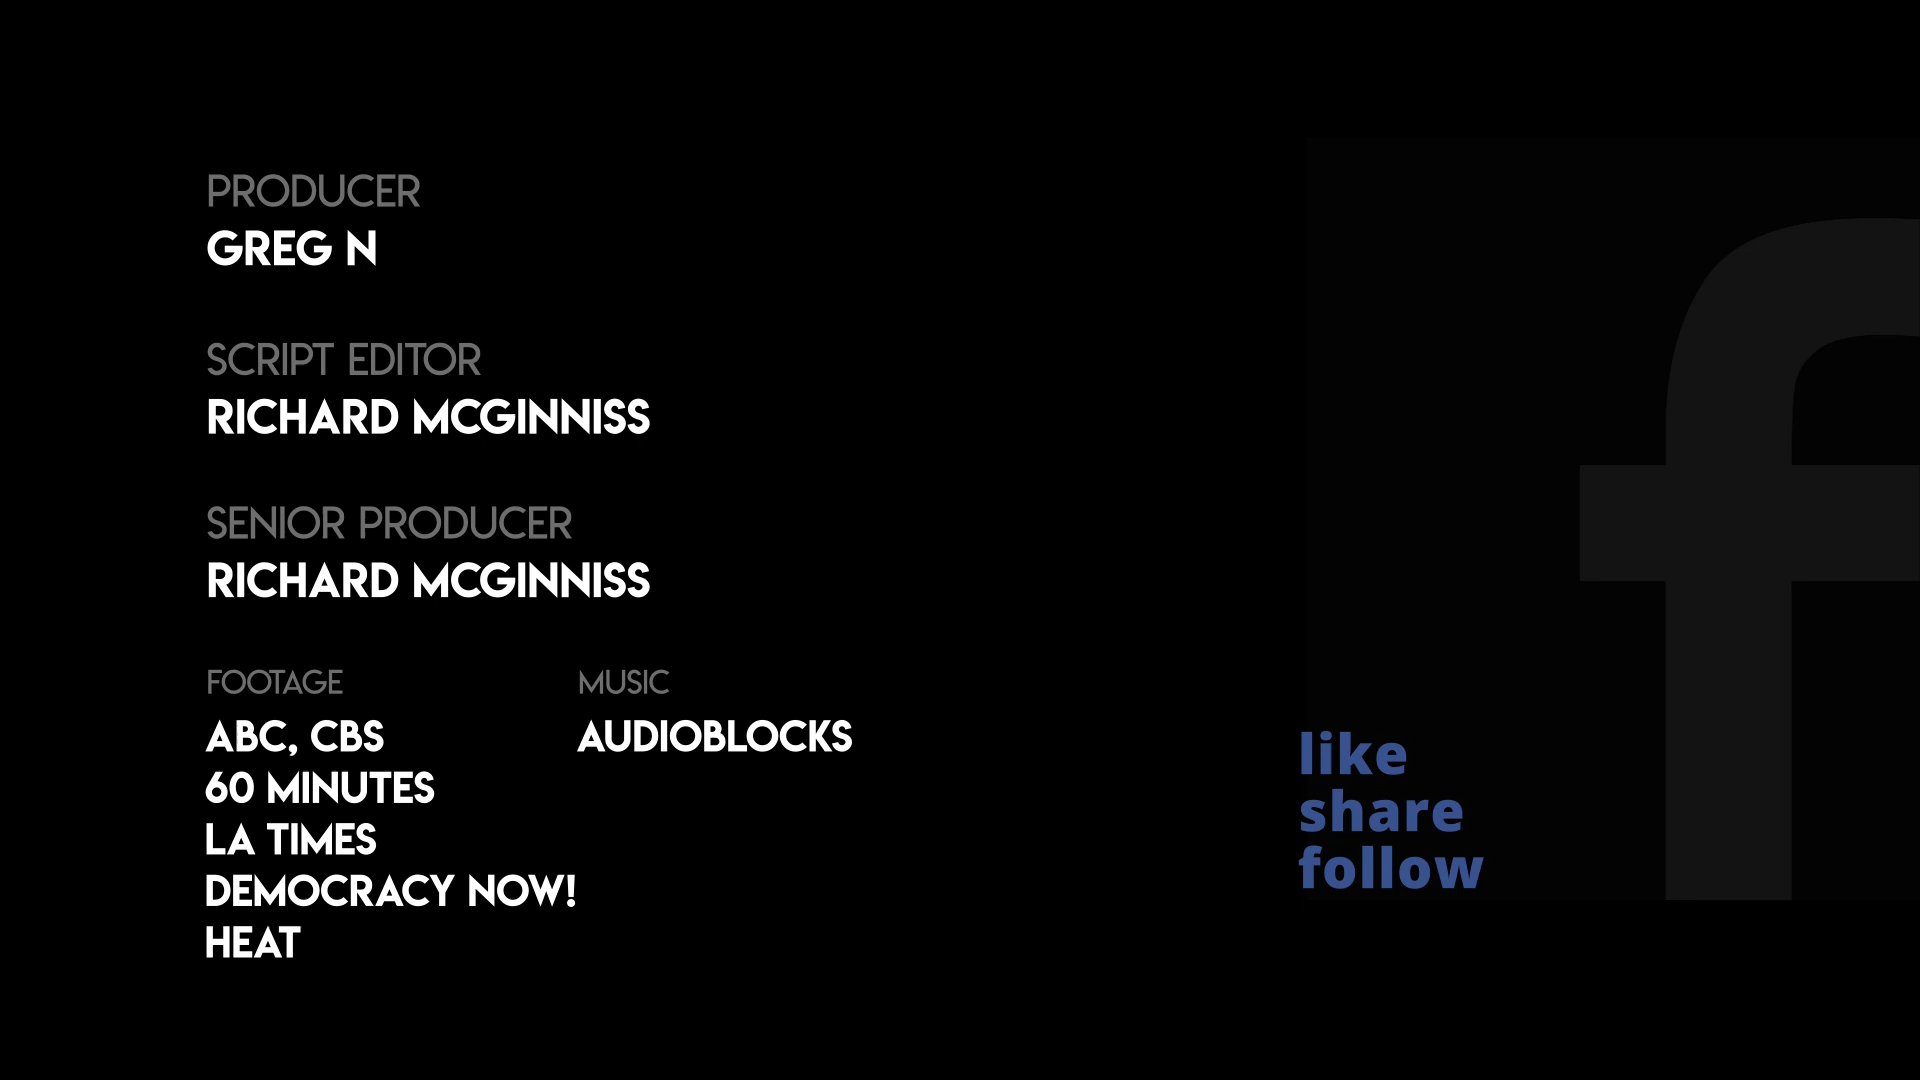 PRODUCER
GREG N
SCRIPT EDITOR
RICHARD MCGINNISS
SENIOR PRODUCER
RICHARD MCGINNISS
FOOTAGE
ABC, CBS
60 MINUTES
LA TIMES
DEMOCRACY NOW!
HEAT
MUSIC
AUDIOBLOCKS
like
share
follow
f